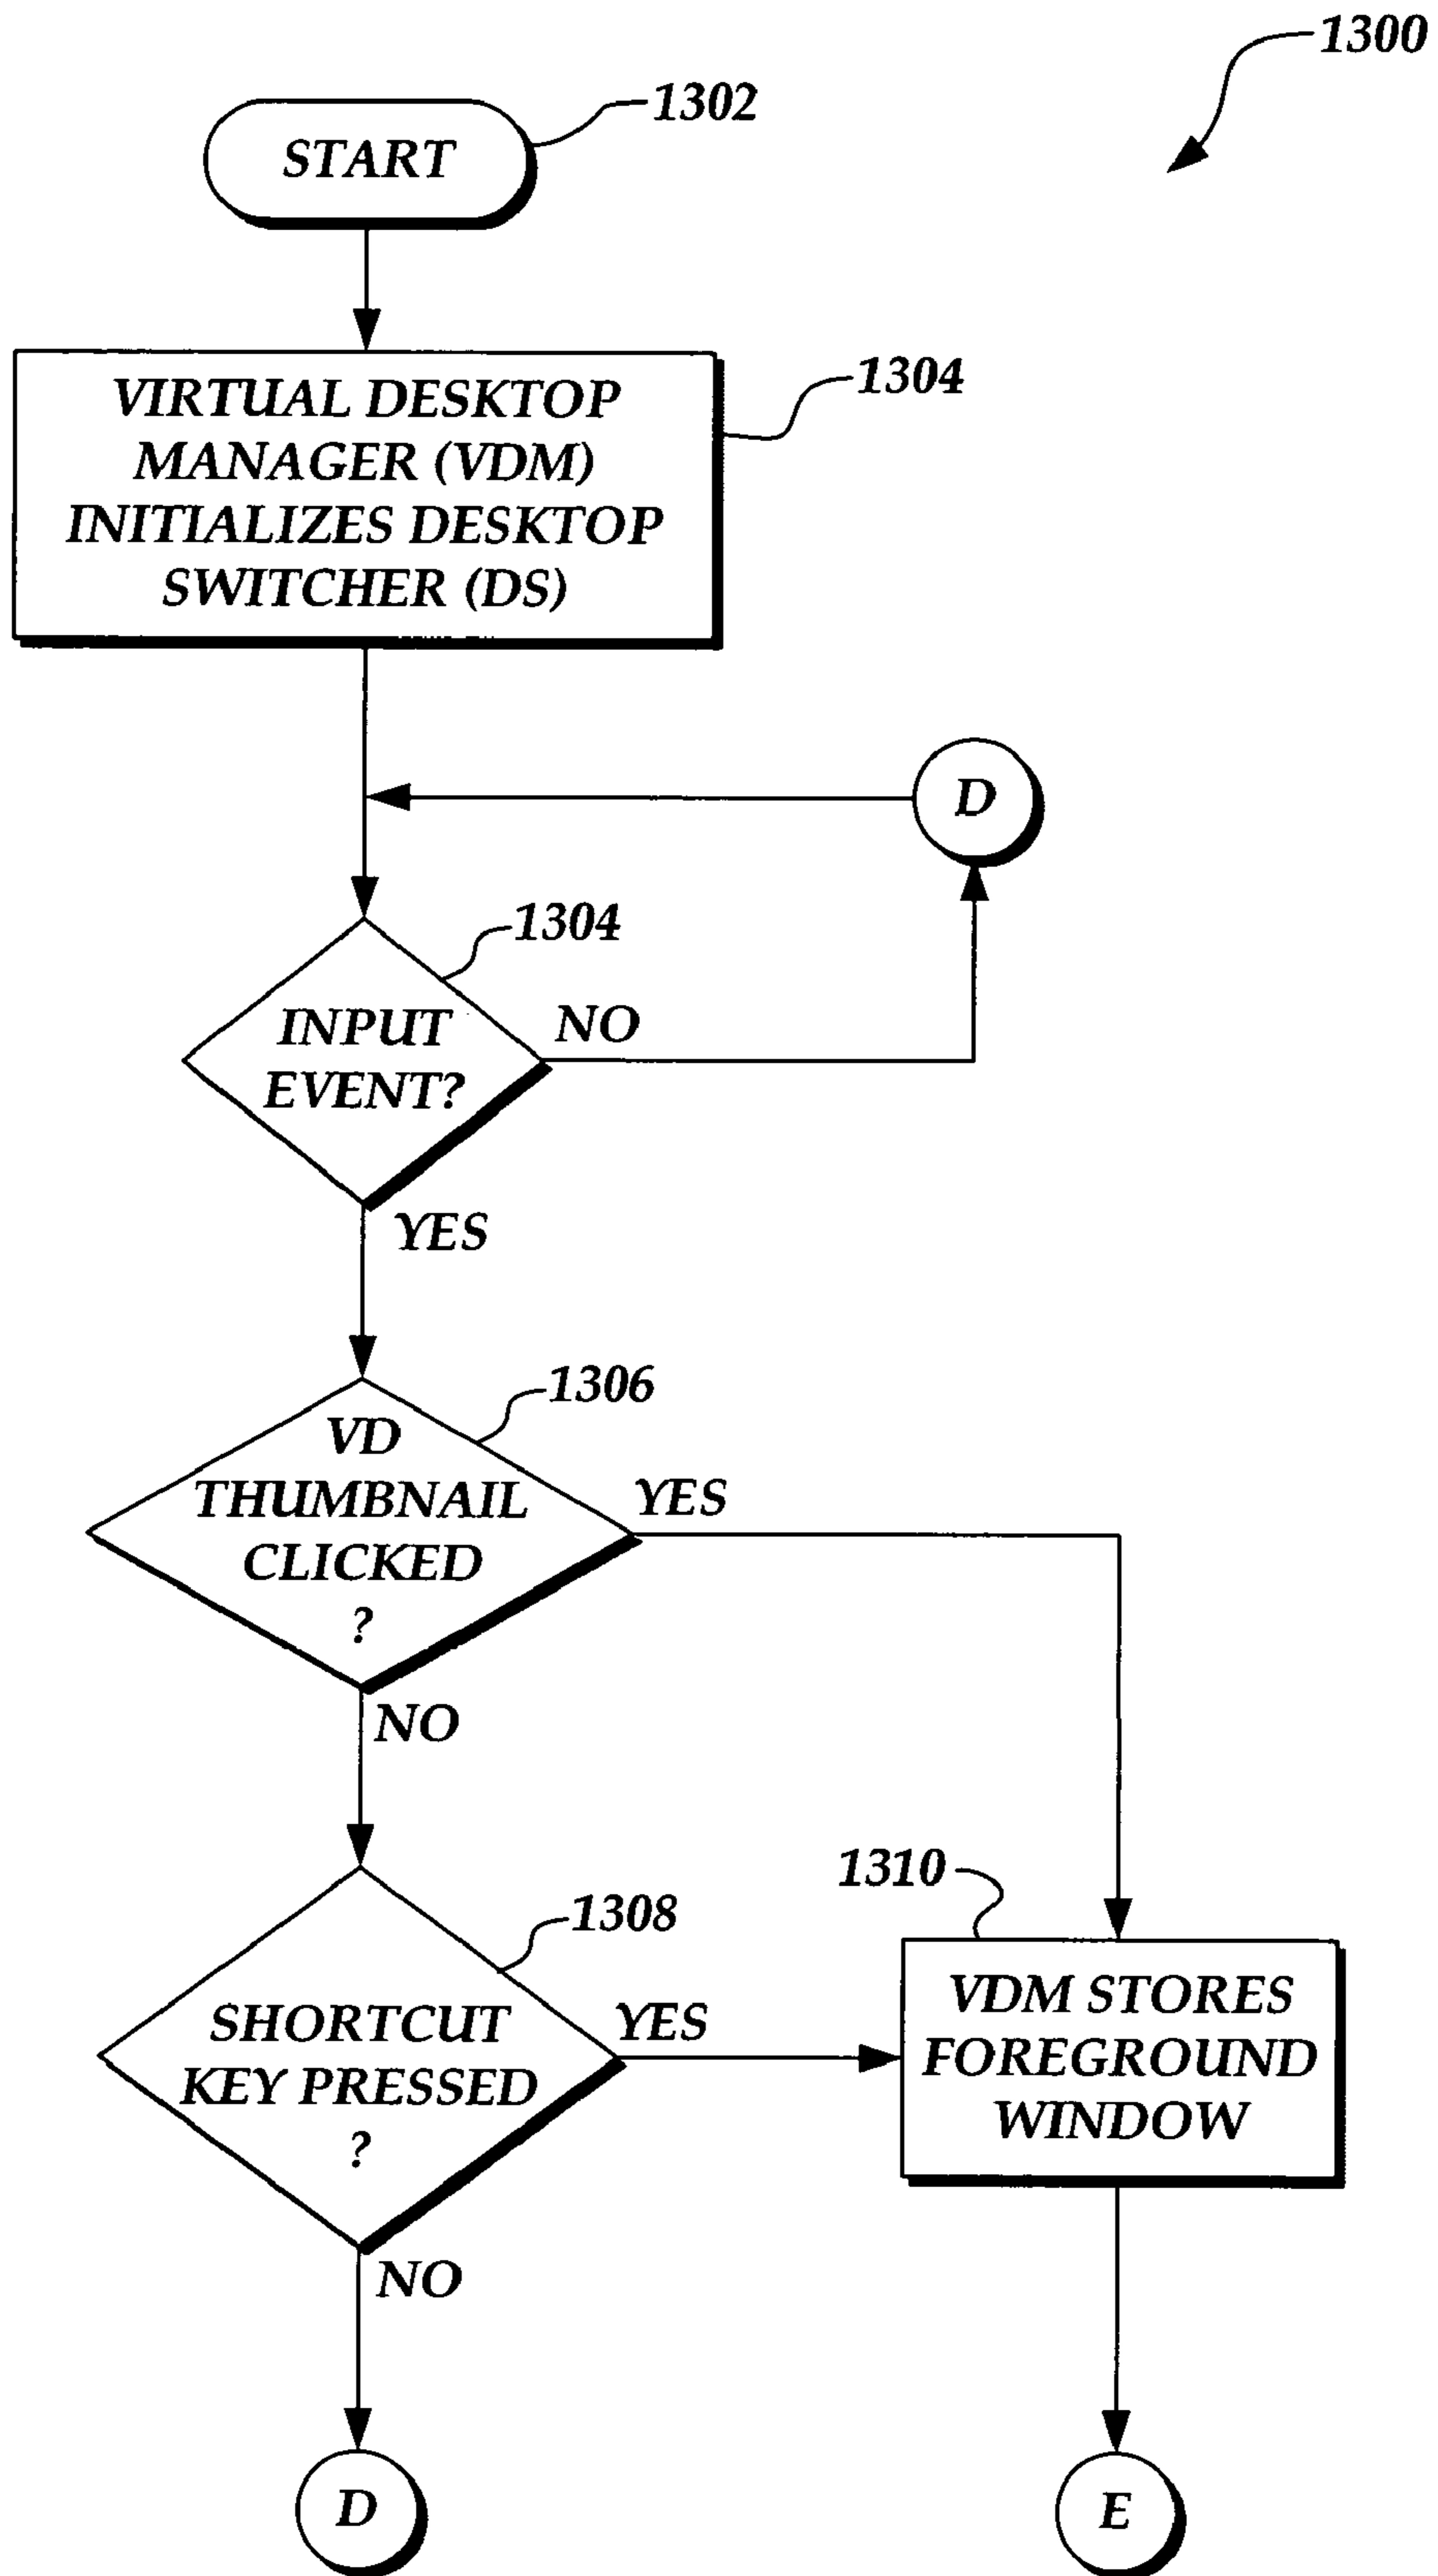 1300
1302
START
1304
VIRTUAL DESKTOP
MANAGER (VDM)
INITIALIZES DESKTOP
SWITCHER (DS)
D
1304
INPUT
EVENT?
NO
YES
1306
VD
THUMBNAIL
CLICKED
?
YES
NO
1308
SHORTCUT
KEY PRESSED
?
YES
NO
1310
VDM STORES
FOREGROUND
WINDOW
D
E